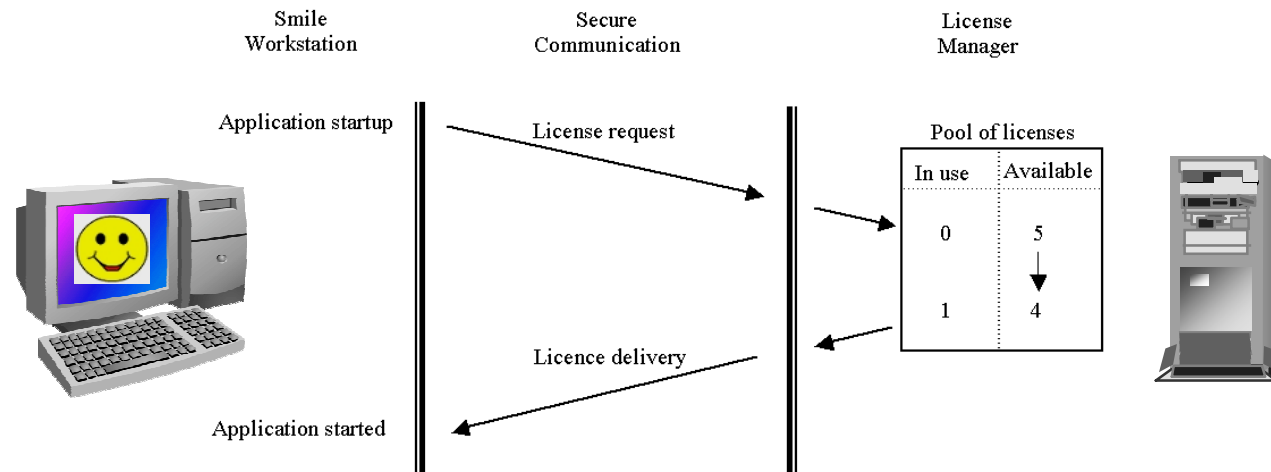 Smile
Workstation
Secure
Communication
License
Manager
Application startup
License request
Pool of licenses
In use
Available
0
5
1
4
Licence delivery
Application started